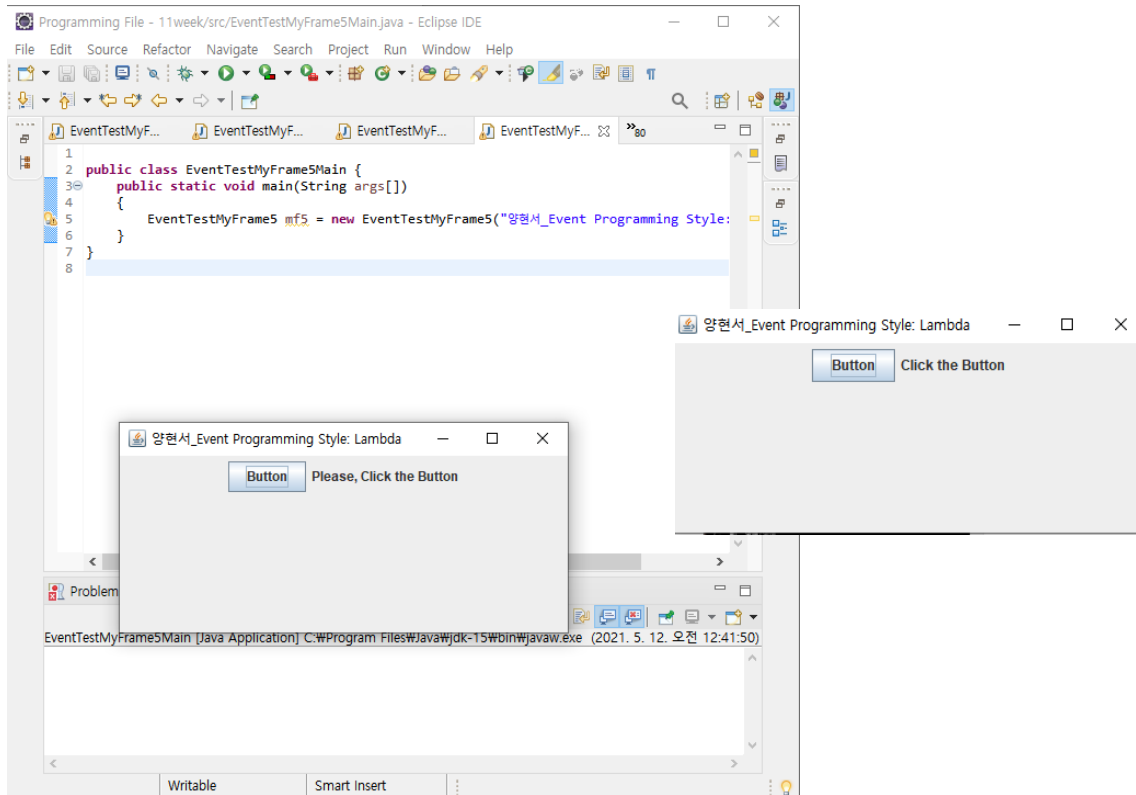 Programming File - 11week/src/EventTestMyFrame5Main.java - Eclipse IDE
File Edit Source Refactor Navigate Search Project Run Window Help
EventTestMyF... EventTestMyF... EventTestMyF... EventTestMyF... »80
1
2 public class EventTestMyFrame5Main {
3 public static void main(String args[])
4 {
5 EventTestMyFrame5 mf5 = new EventTestMyFrame5("양현서_Event Programming Style:
6 }
7 }
8
양현서_Event Programming Style: Lambda
Button Click the Button
양현서_Event Programming Style: Lambda
Button Please, Click the Button
Problem
EventTestMyFrame5Main [Java Application] C:₩Program Files₩Java₩jdk-15₩bin₩javaw.exe (2021. 5. 12. 오전 12:41:50)
Writable Smart Insert